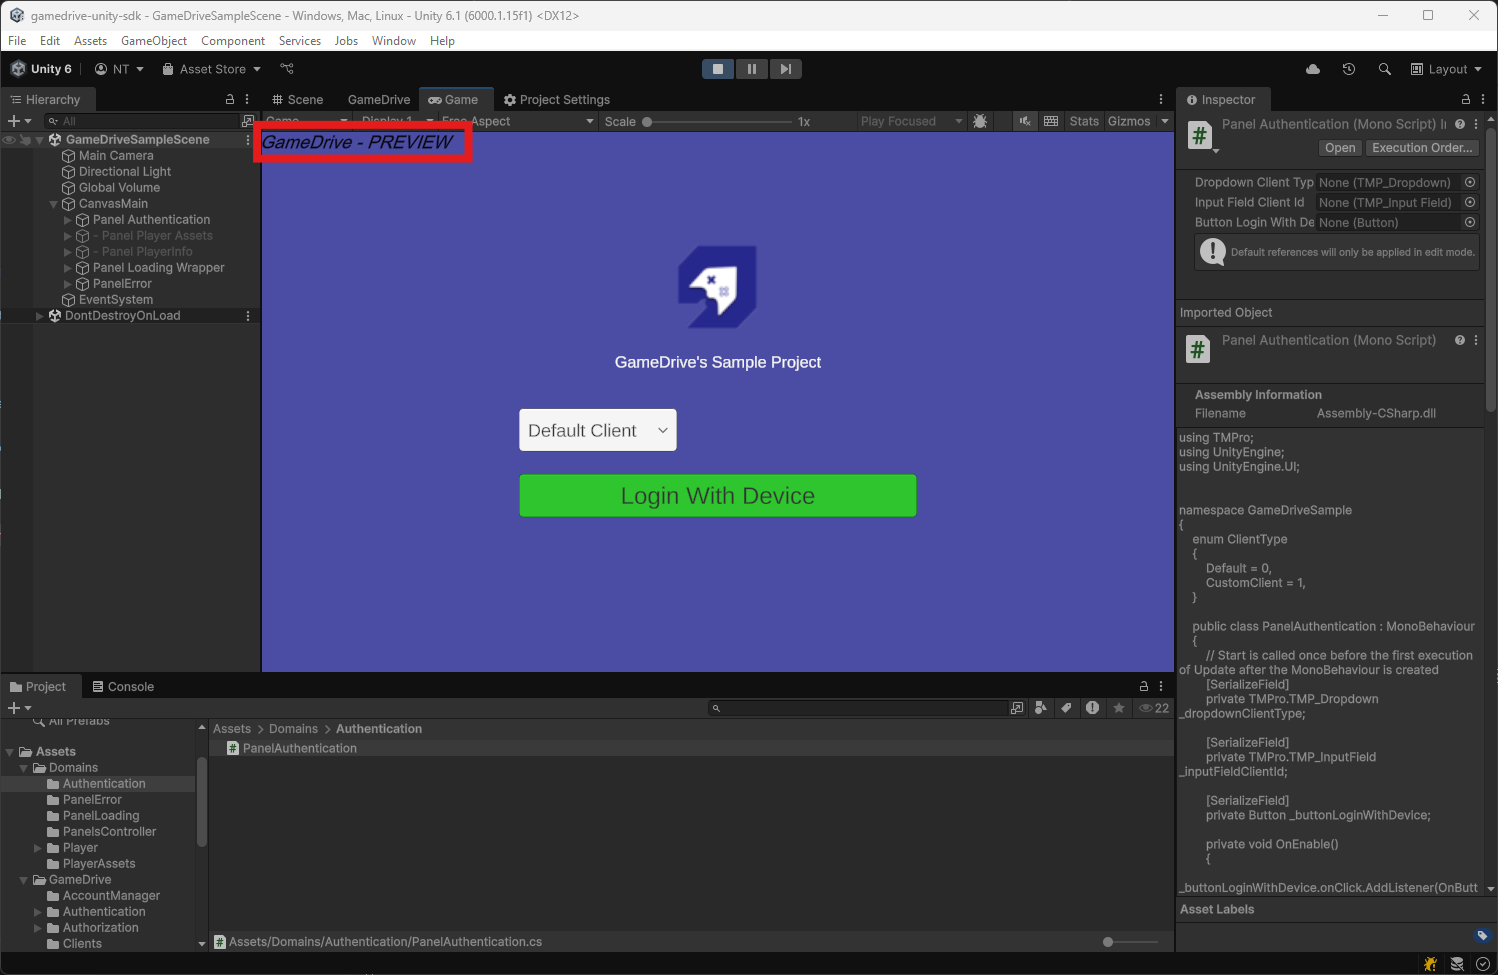 gamedrive-unity-sdk - GameDriveSampleScene - Windows, Mac, Linux - Unity 6.1 (6000.1.15f1) <DX12>
File Edit Assets GameObject Component Services Jobs Window Help
Unity 6 NT Asset Store Layout
Hierarchy
All
GameDriveSampleScene
Main Camera
Directional Light
Global Volume
CanvasMain
Panel Authentication
- Panel Player Assets
- Panel PlayerInfo
Panel Loading Wrapper
PanelError
EventSystem
DontDestroyOnLoad
Scene GameDrive Game Project Settings
Game Display 1 Free Aspect Scale 1x Play Focused Stats Gizmos
GameDrive - PREVIEW
GameDrive's Sample Project
Default Client
Login With Device
Inspector
Panel Authentication (Mono Script) Ir
Open Execution Order...
Dropdown Client Typ None (TMP_Dropdown)
Input Field Client Id None (TMP_Input Field)
Button Login With De None (Button)
Default references will only be applied in edit mode.
Imported Object
Panel Authentication (Mono Script)
Assembly Information
Filename Assembly-CSharp.dll
using TMPro;
using UnityEngine;
using UnityEngine.UI;
namespace GameDriveSample
{
enum ClientType
{
Default = 0,
CustomClient = 1,
}
public class PanelAuthentication : MonoBehaviour
{
// Start is called once before the first execution
of Update after the MonoBehaviour is created
[SerializeField]
private TMPro.TMP_Dropdown
_dropdownClientType;
[SerializeField]
private TMPro.TMP_InputField
_inputFieldClientId;
[SerializeField]
private Button _buttonLoginWithDevice;
private void OnEnable()
{
_buttonLoginWithDevice.onClick.AddListener(OnButt
Asset Labels
Project Console
22
All Prefabs
Assets
Domains
Authentication
PanelError
PanelLoading
PanelsController
Player
PlayerAssets
GameDrive
AccountManager
Authentication
Authorization
Clients
Assets > Domains > Authentication
PanelAuthentication
Assets/Domains/Authentication/PanelAuthentication.cs